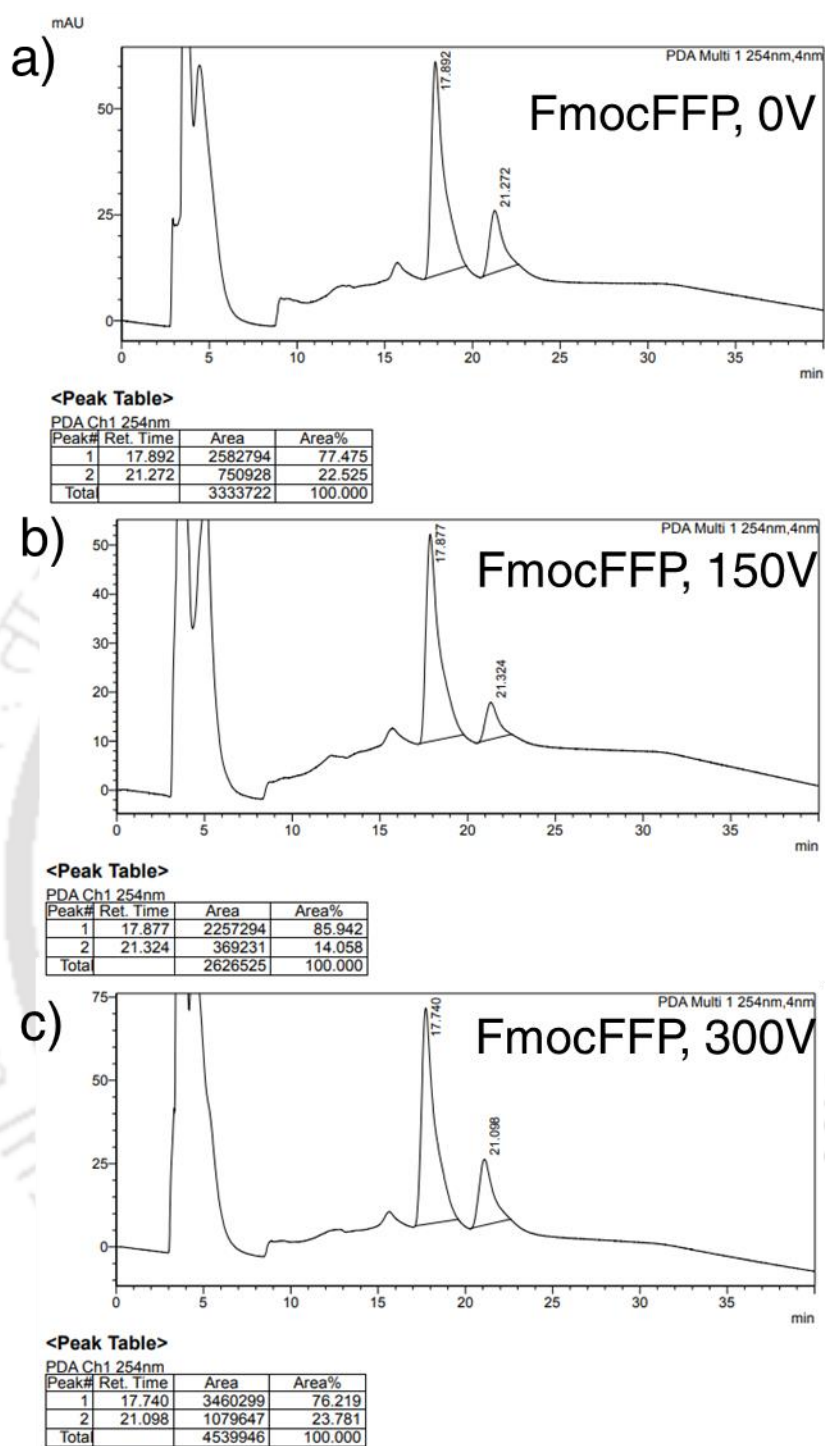 mAU
a)
PDA Multi 1 254nm,4nm
FmocFFP, 0V
17.892
21.272
50
25
0
0 5 10 15 20 25 30 35
min
<Peak Table>
PDA Ch1 254nm
Peak# Ret. Time Area Area%
1 17.892 2582794 77.475
2 21.272 750928 22.525
Total 3333722 100.000
b)
PDA Multi 1 254nm,4nm
FmocFFP, 150V
17.877
21.324
50
40
30
20
10
0
0 5 10 15 20 25 30 35
min
<Peak Table>
PDA Ch1 254nm
Peak# Ret. Time Area Area%
1 17.877 2257294 85.942
2 21.324 369231 14.058
Total 2626525 100.000
c)
PDA Multi 1 254nm,4nm
FmocFFP, 300V
17.740
21.098
75
50
25
0
0 5 10 15 20 25 30 35
min
<Peak Table>
PDA Ch1 254nm
Peak# Ret. Time Area Area%
1 17.740 3460299 76.219
2 21.098 1079647 23.781
Total 4539946 100.000